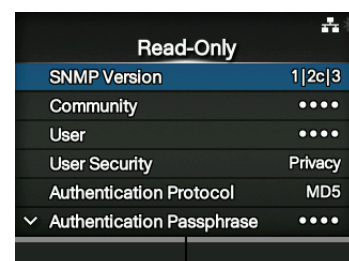 Read-Only
SNMP Version 1|2c|3
Community ••••
User ••••
User Security Privacy
Authentication Protocol MD5
Authentication Passphrase ••••